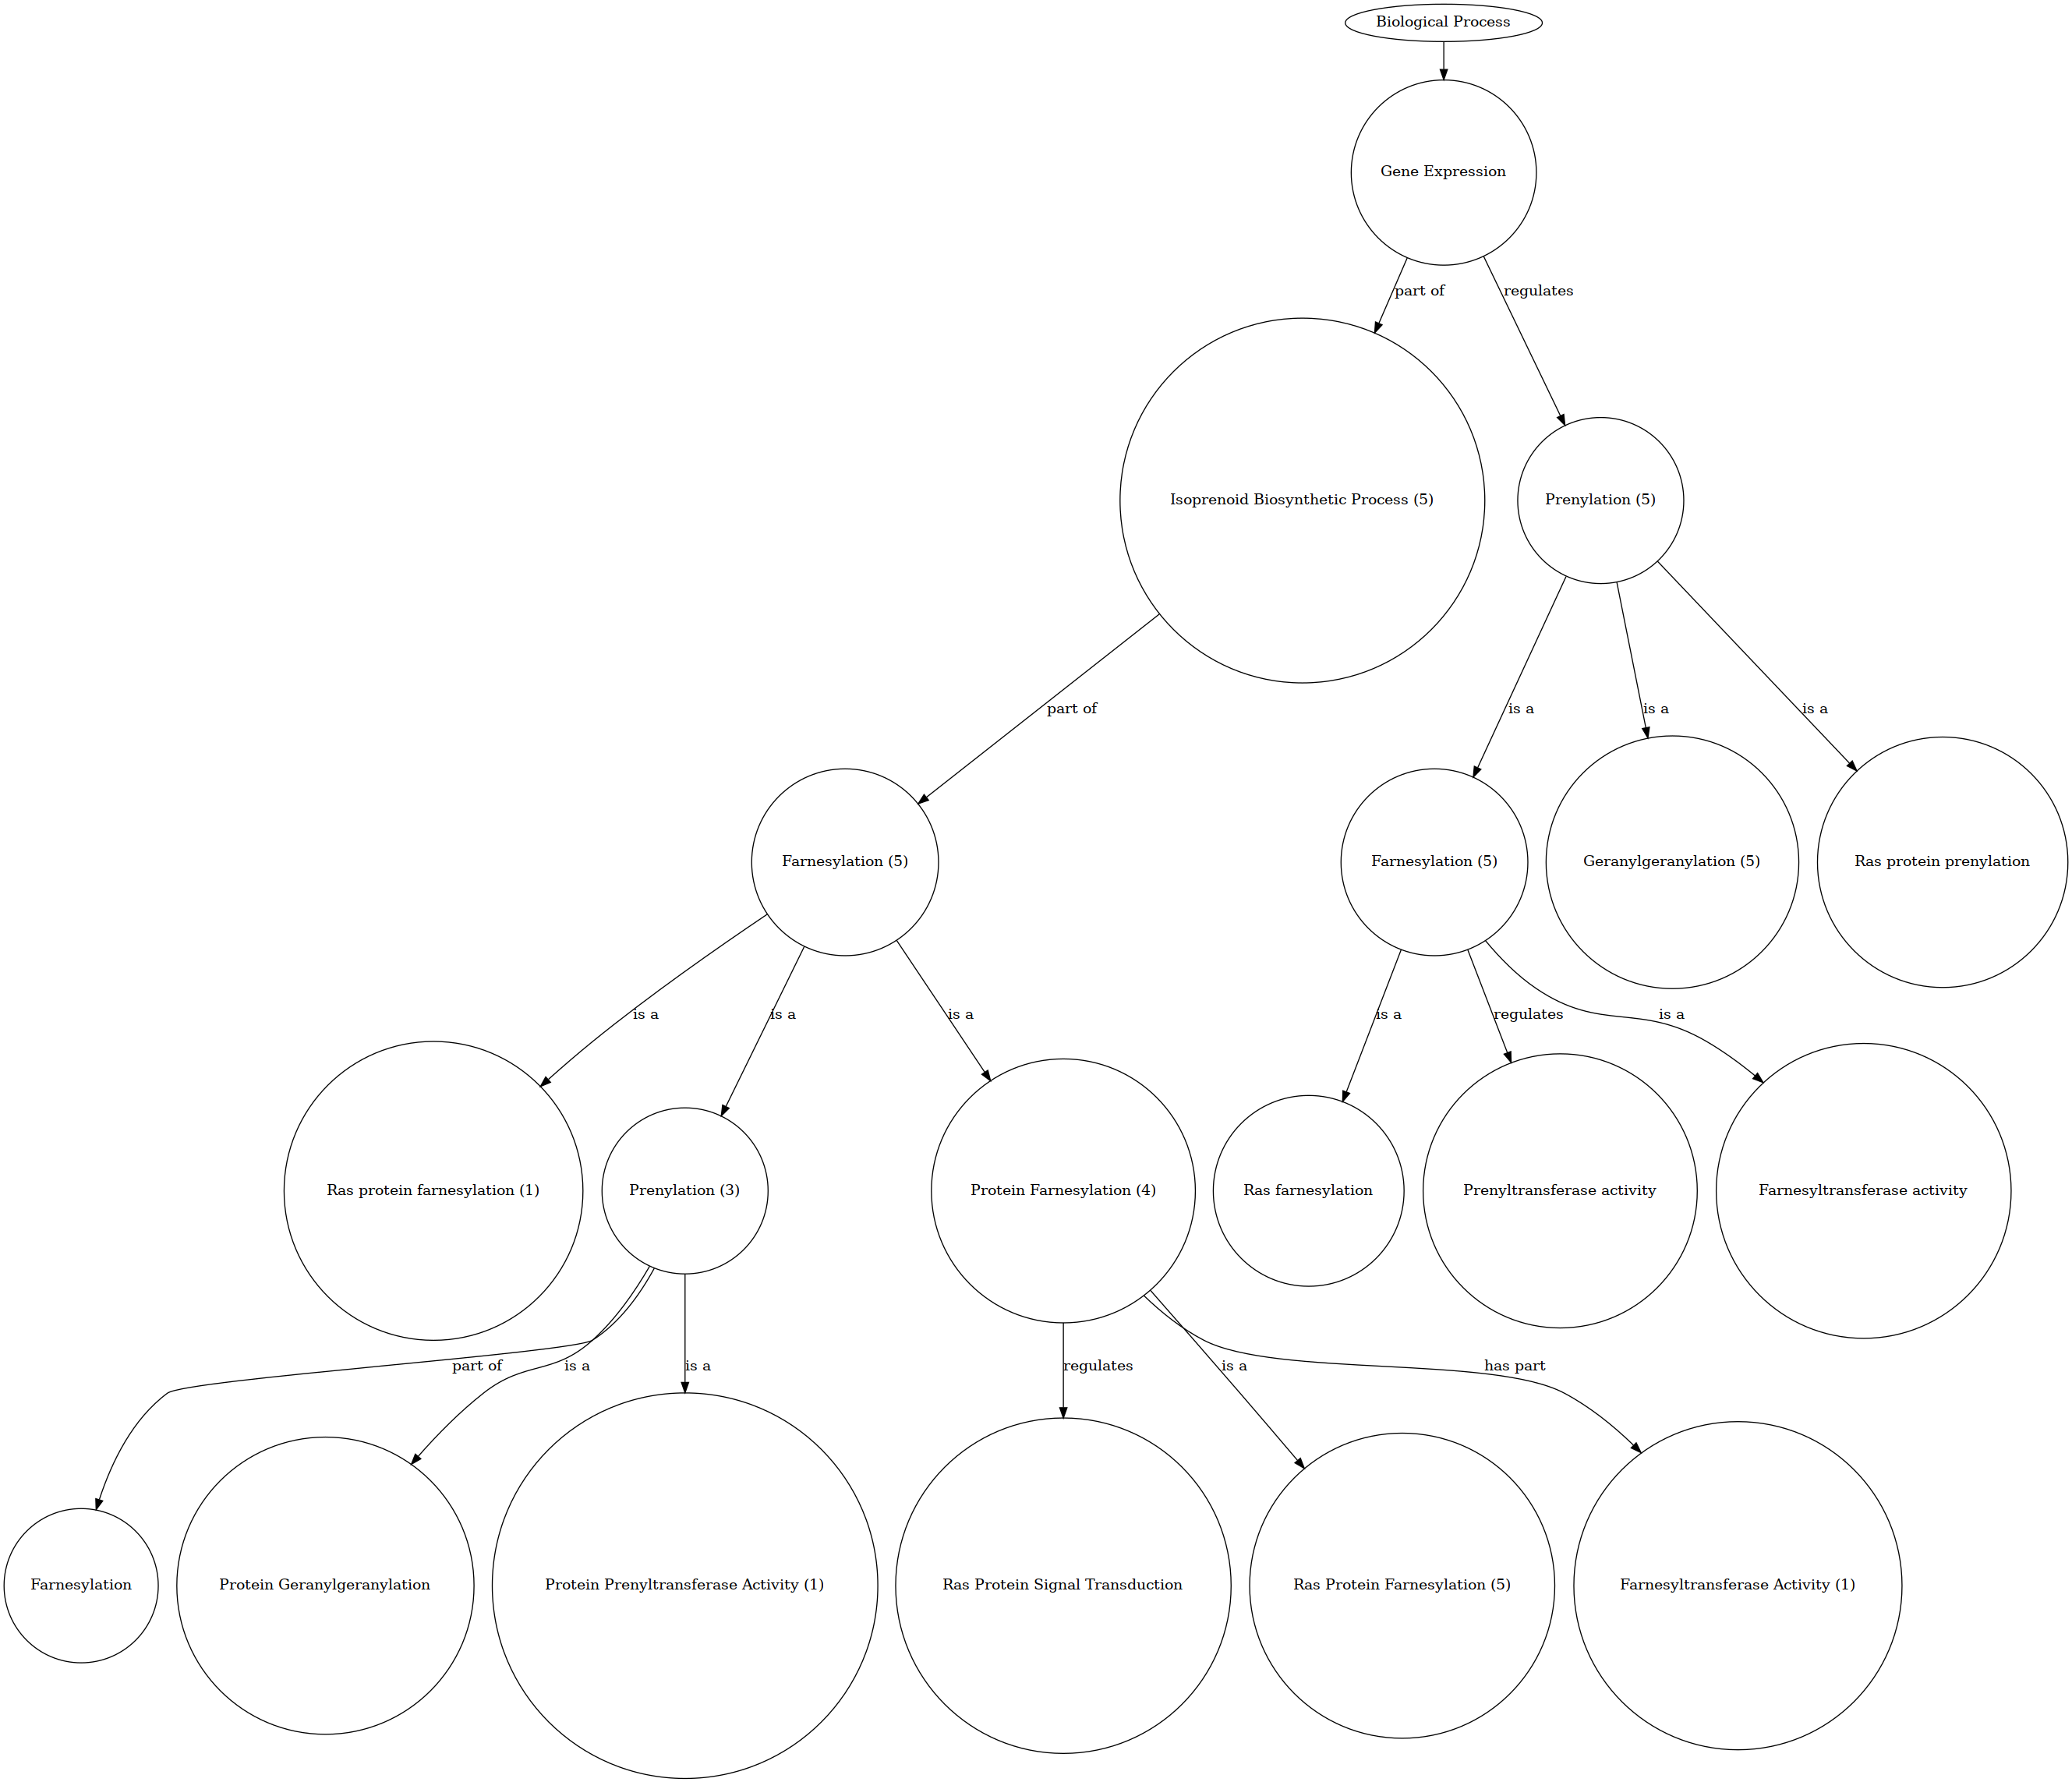 Biological Process
Gene Expression
part of
regulates
Isoprenoid Biosynthetic Process (5)
Prenylation (5)
part of
is a
is a
is a
Farnesylation (5)
Farnesylation (5)
Geranylgeranylation (5)
Ras protein prenylation
is a
is a
is a
is a
regulates
is a
Ras protein farnesylation (1)
Prenylation (3)
Protein Farnesylation (4)
Ras farnesylation
Prenyltransferase activity
Farnesyltransferase activity
part of
is a
is a
regulates
is a
has part
Farnesylation
Protein Geranylgeranylation
Protein Prenyltransferase Activity (1)
Ras Protein Signal Transduction
Ras Protein Farnesylation (5)
Farnesyltransferase Activity (1)